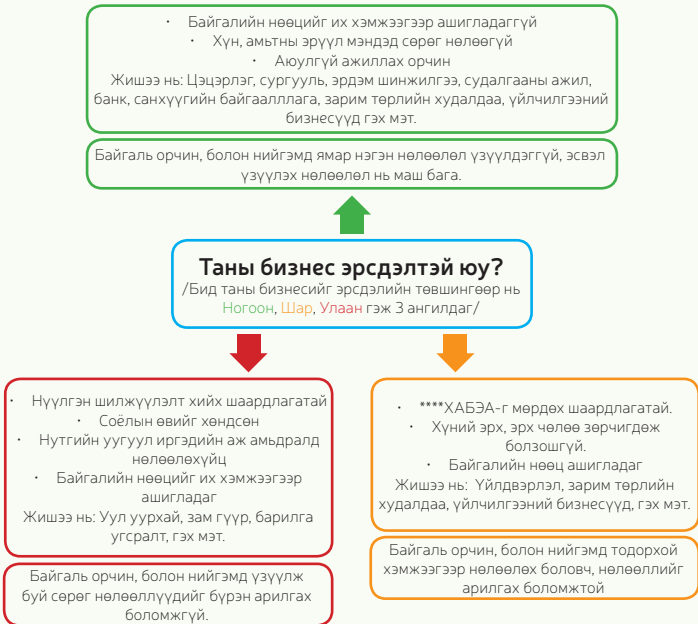 · Байгалийн нөөцийг их хэмжээгээр ашигладаггүй
· Хүн, амьтны эрүүл мэндэд сөрөг нөлөөгүй
· Аюулгүй ажиллах орчин
Жишээ нь: Цэцэрлэг, сургууль, эрдэм шинжилгээ, судалгааны ажил,
банк, санхүүгийн байгаалллага, зарим төрлийн худалдаа, үйлчилгээний
бизнесүүд гэх мэт.
Байгаль орчин, болон нийгэмд ямар нэгэн нөлөөлөл үзүүлдэггүй, эсвэл
үзүүлэх нөлөөлөл нь маш бага.
Таны бизнес эрсдэлтэй юу?
/Бид таны бизнесийг эрсдэлийн төвшингөөр нь
Ногоон, Шар, Улаан гэж 3 ангилдаг/
· Нүүлгэн шилжүүлэлт хийх шаардлагатай
· Соёлын өвийг хөндсөн
· Нутгийн уугуул иргэдийн аж амьдралд
нөлөөлөхүйц
· Байгалийн нөөцийг их хэмжээгээр
ашигладаг
Жишээ нь: Уул уурхай, зам гүүр, барилга
угсралт, гэх мэт.
Байгаль орчин, болон нийгэмд үзүүлж
буй сөрөг нөлөөллүүдийг бүрэн арилгах
боломжгүй.
· ****ХАБЭА-г мөрдөх шаардлагатай.
· Хүний эрх, эрх чөлөө зөрчигдөж
болзошгүй.
· Байгалийн нөөц ашигладаг
Жишээ нь: Үйлдвэрлэл, зарим төрлийн
худалдаа, үйлчилгээний бизнесүүд, гэх мэт.
Байгаль орчин, болон нийгэмд тодорхой
хэмжээгээр нөлөөлөх боловч, нөлөөллийг
арилгах боломжтой